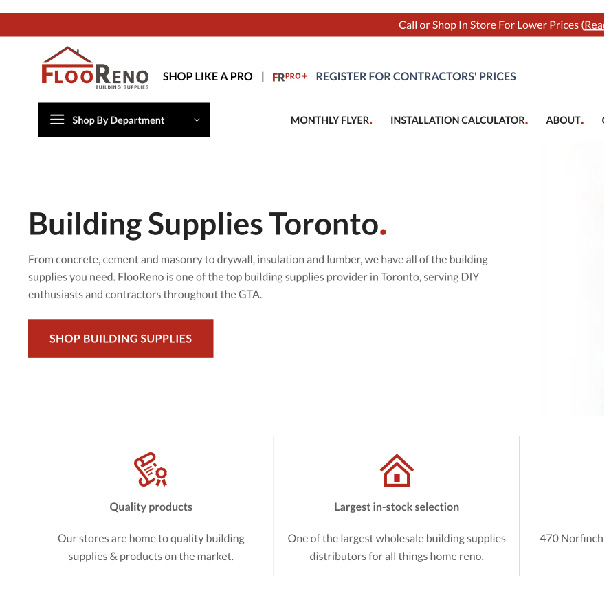 Call or Shop In Store For Lower Prices (
FLOORENO
BUILDING SUPPLIES
SHOP LIKE A PRO | FRPRO+ REGISTER FOR CONTRACTORS' PRICES
Shop By Department
MONTHLY FLYER. INSTALLATION CALCULATOR. ABOUT.
Building Supplies Toronto.
From concrete, cement and masonry to drywall, insulation and lumber, we have all of the building
supplies you need. FlooReno is one of the top building supplies provider in Toronto, serving DIY
enthusiasts and contractors throughout the GTA.
SHOP BUILDING SUPPLIES
Quality products
Our stores are home to quality building
supplies & products on the market.
Largest in-stock selection
One of the largest wholesale building supplies
distributors for all things home reno.
470 Norfinch